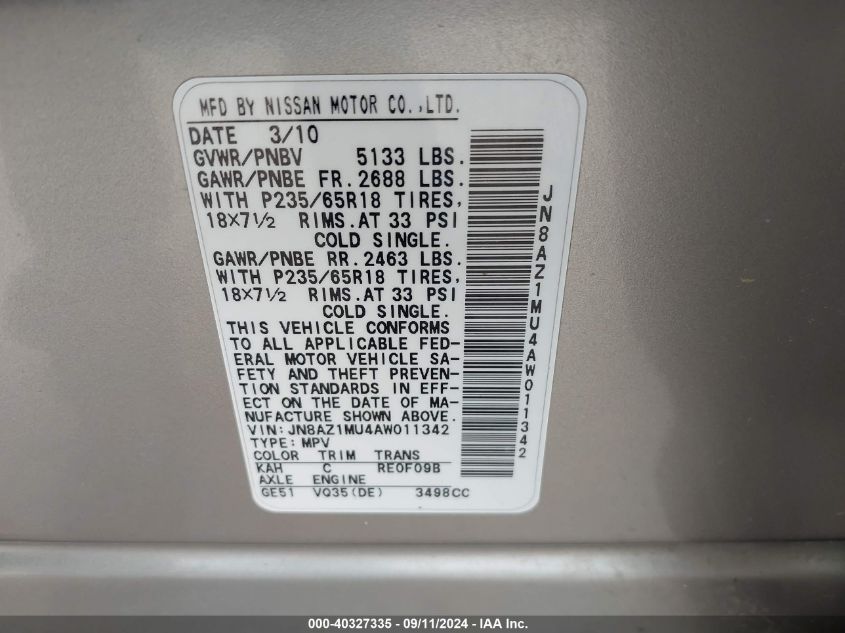 MFD BY NISSAN MOTOR CO.,LTD.
DATE 3/10
GVWR/PNBV 5133 LBS.
GAWR/PNBE FR.2688 LBS.
WITH P235/65R18 TIRES,
18X7½ RIMS.AT 33 PSI
COLD SINGLE.
GAWR/PNBE RR.2463 LBS.
WITH P235/65R18 TIRES,
18X7½ RIMS.AT 33 PSI
COLD SINGLE.
THIS VEHICLE CONFORMS
TO ALL APPLICABLE FED-
ERAL MOTOR VEHICLE SA-
FETY AND THEFT PREVEN-
TION STANDARDS IN EFF-
ECT ON THE DATE OF MA-
NUFACTURE SHOWN ABOVE.
VIN:JN8AZ1MU4AW011342
TYPE:MPV
COLOR TRIM TRANS
KAH C RE0F09B
AXLE ENGINE
GE51 VQ35(DE) 3498CC
JN8AZ1MU4AW011342
000-40327335 - 09/11/2024 - IAA Inc.